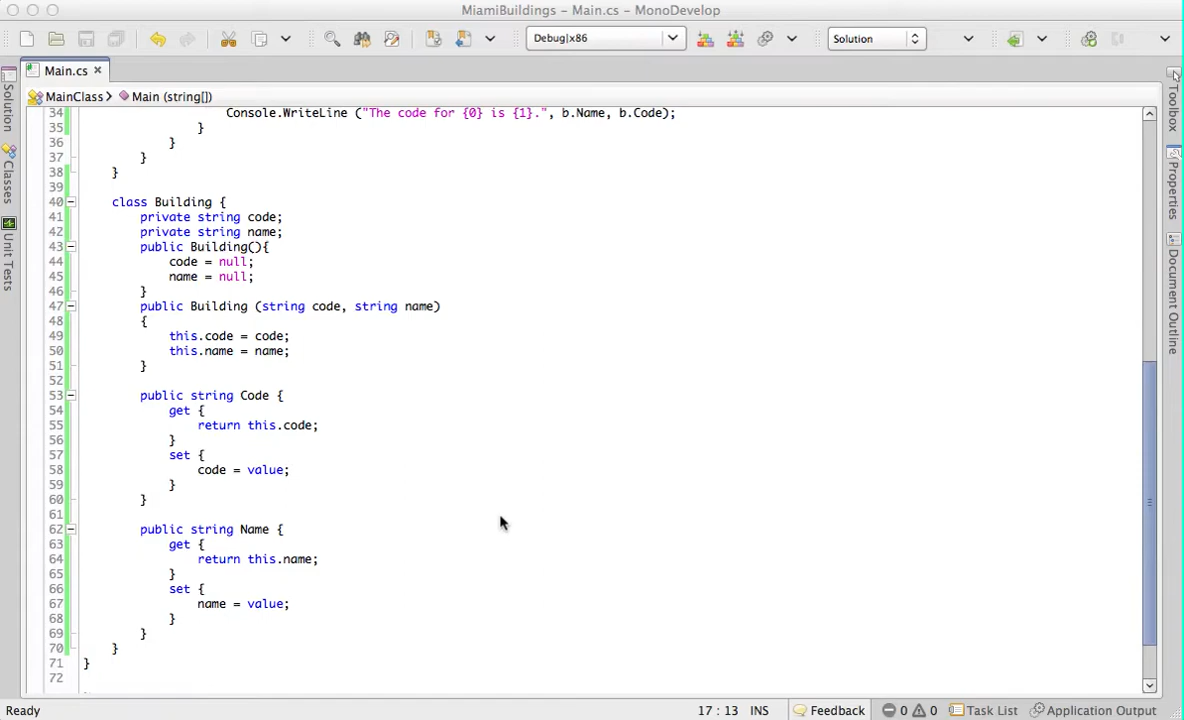 MiamiBuildings – Main.cs – MonoDevelop
Debug|x86
Solution
Main.cs
MainClass Main (string[])
34 Console.WriteLine ("The code for {0} is {1}.", b.Name, b.Code);
35 }
36 }
37 }
38 }
39
40 class Building {
41 private string code;
42 private string name;
43 public Building(){
44 code = null;
45 name = null;
46 }
47 public Building (string code, string name)
48 {
49 this.code = code;
50 this.name = name;
51 }
52
53 public string Code {
54 get {
55 return this.code;
56 }
57 set {
58 code = value;
59 }
60 }
61
62 public string Name {
63 get {
64 return this.name;
65 }
66 set {
67 name = value;
68 }
69 }
70 }
71 }
72
Solution
Classes
Unit Tests
Toolbox
Properties
Document Outline
Ready
17 : 13 INS
Feedback
0 0
Task List
Application Output